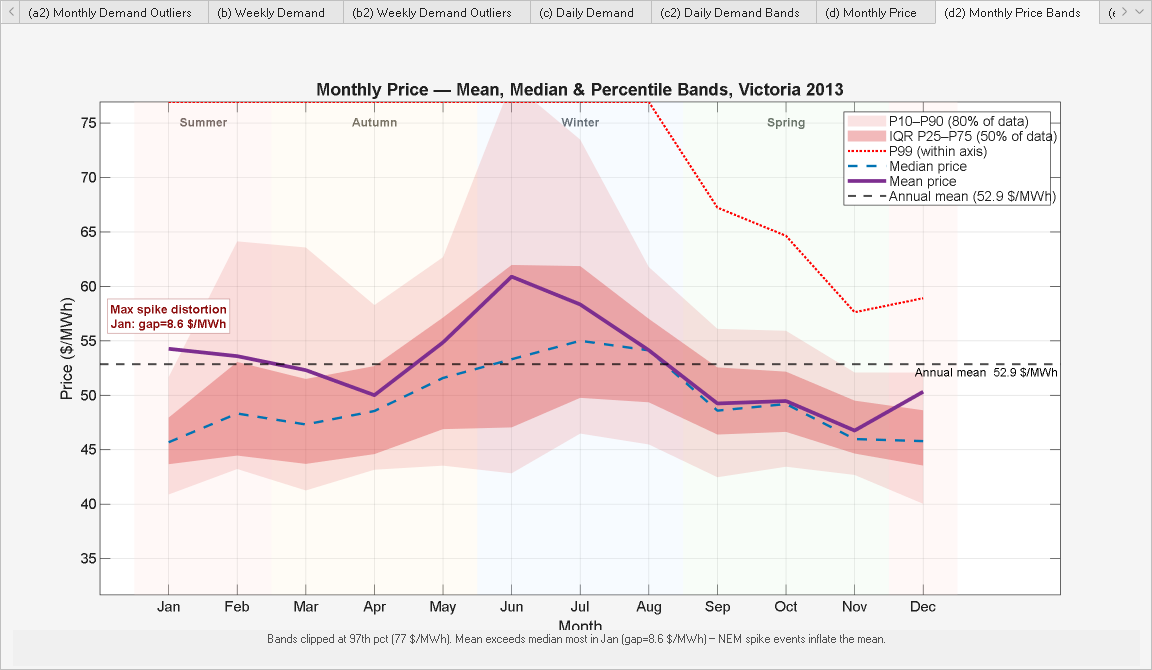 (a2) Monthly Demand Outliers
(b) Weekly Demand
(b2) Weekly Demand Outliers
(c) Daily Demand
(c2) Daily Demand Bands
(d) Monthly Price
(d2) Monthly Price Bands
Monthly Price — Mean, Median & Percentile Bands, Victoria 2013
Summer
Autumn
Winter
Spring
P10–P90 (80% of data)
IQR P25–P75 (50% of data)
P99 (within axis)
Median price
Mean price
Annual mean (52.9 $/MWh)
75
70
65
60
55
50
45
40
35
Price ($/MWh)
Max spike distortion
Jan: gap=8.6 $/MWh
Annual mean 52.9 $/MWh
Jan
Feb
Mar
Apr
May
Jun
Jul
Aug
Sep
Oct
Nov
Dec
Month
Bands clipped at 97th pct (77 $/MWh). Mean exceeds median most in Jan (gap=8.6 $/MWh) – NEM spike events inflate the mean.